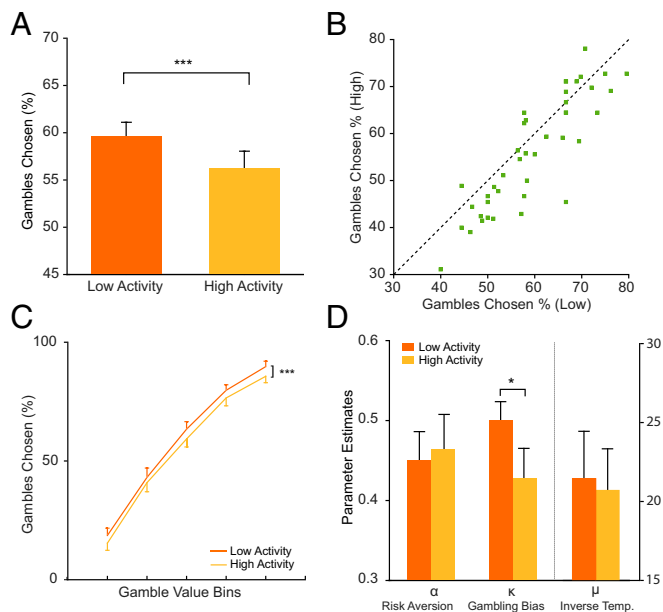 A
75
70
65
60
55
50
45
Gambles Chosen (%)
***
Low Activity
High Activity
B
80
70
60
50
40
30
Gambles Chosen % (High)
30 40 50 60 70 80
Gambles Chosen % (Low)
C
100
50
0
Gambles Chosen (%)
***
Low Activity
High Activity
Gamble Value Bins
D
0.6
0.5
0.4
0.3
Parameter Estimates
Low Activity
High Activity
*
30
25
20
15
α κ μ
Risk Aversion Gambling Bias Inverse Temp.